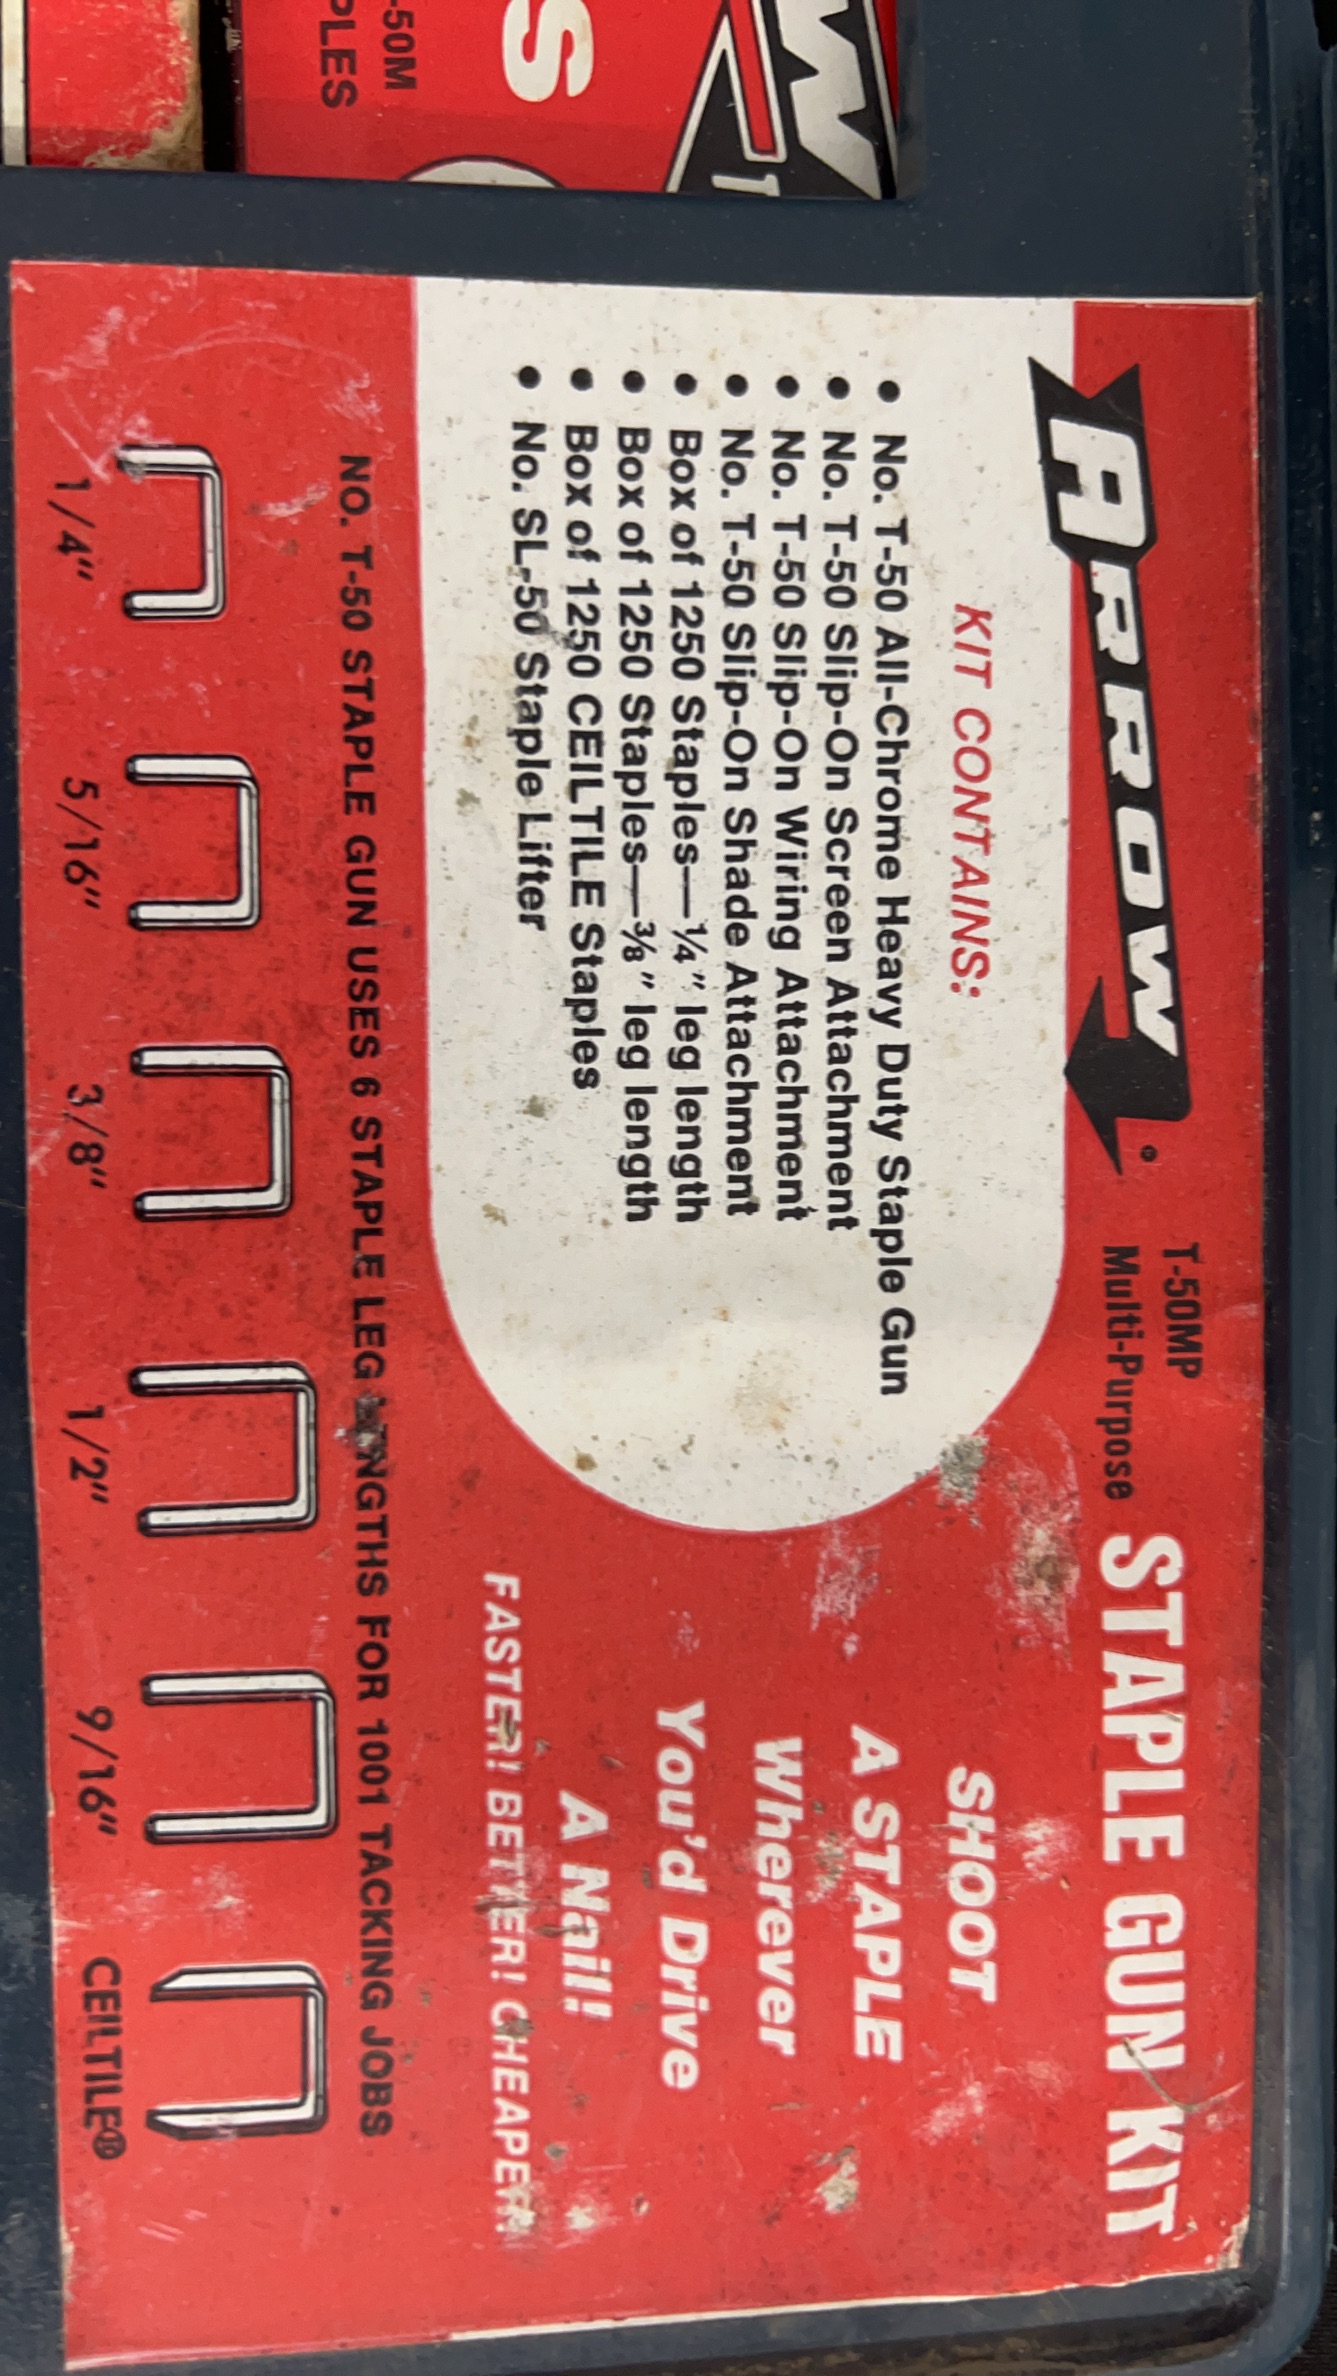 -50M
PLES
S
ARROW
T-50MP
Multi-Purpose
STAPLE GUN KIT
KIT CONTAINS:
• No. T-50 All-Chrome Heavy Duty Staple Gun
• No. T-50 Slip-On Screen Attachment
• No. T-50 Slip-On Wiring Attachment
• No. T-50 Slip-On Shade Attachment
• Box of 1250 Staples—¼" leg length
• Box of 1250 Staples—⅜" leg length
• Box of 1250 CEILTILE Staples
• No. SL-50 Staple Lifter
SHOOT
A STAPLE
Wherever
You'd Drive
A Nail!
FASTER! BETTER! CHEAPER!
NO. T-50 STAPLE GUN USES 6 STAPLE LEG LENGTHS FOR 1001 TACKING JOBS
1/4" 5/16" 3/8" 1/2" 9/16" CEILTILE®